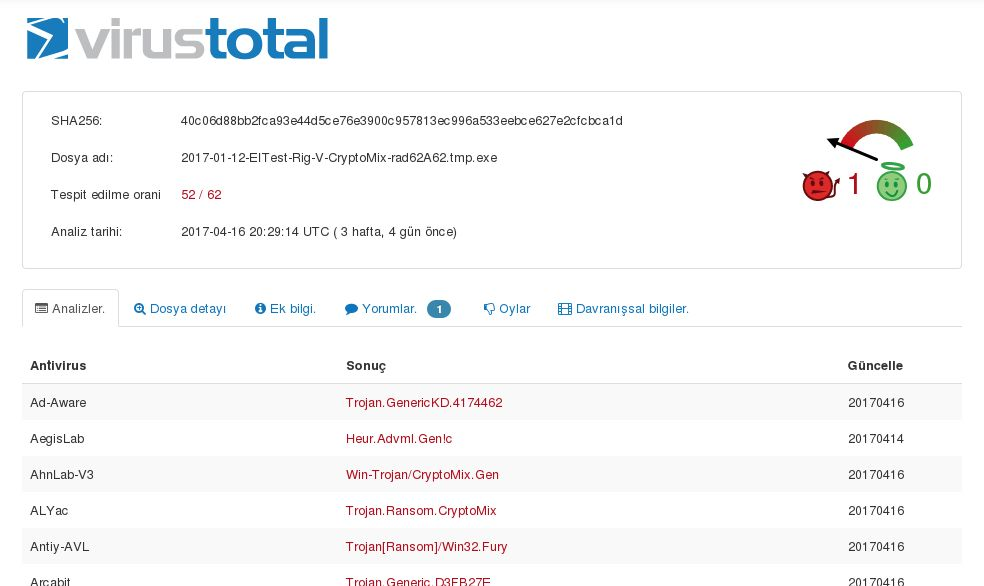 virustotal
SHA256: 40c06d88bb2fca93e44d5ce76e3900c957813ec996a533eebce627e2cfcbca1d
Dosya adı: 2017-01-12-EITest-Rig-V-CryptoMix-rad62A62.tmp.exe
Tespit edilme orani 52 / 62
Analiz tarihi: 2017-04-16 20:29:14 UTC ( 3 hafta, 4 gün önce)
1 0
Analizler. Dosya detayı Ek bilgi. Yorumlar. 1 Oylar Davranışsal bilgiler.
Antivirus Sonuç Güncelle
Ad-Aware Trojan.GenericKD.4174462 20170416
AegisLab Heur.Advml.Gen!c 20170414
AhnLab-V3 Win-Trojan/CryptoMix.Gen 20170416
ALYac Trojan.Ransom.CryptoMix 20170416
Antiy-AVL Trojan[Ransom]/Win32.Fury 20170416
Arcabit Trojan.Generic.D3FB27E 20170416